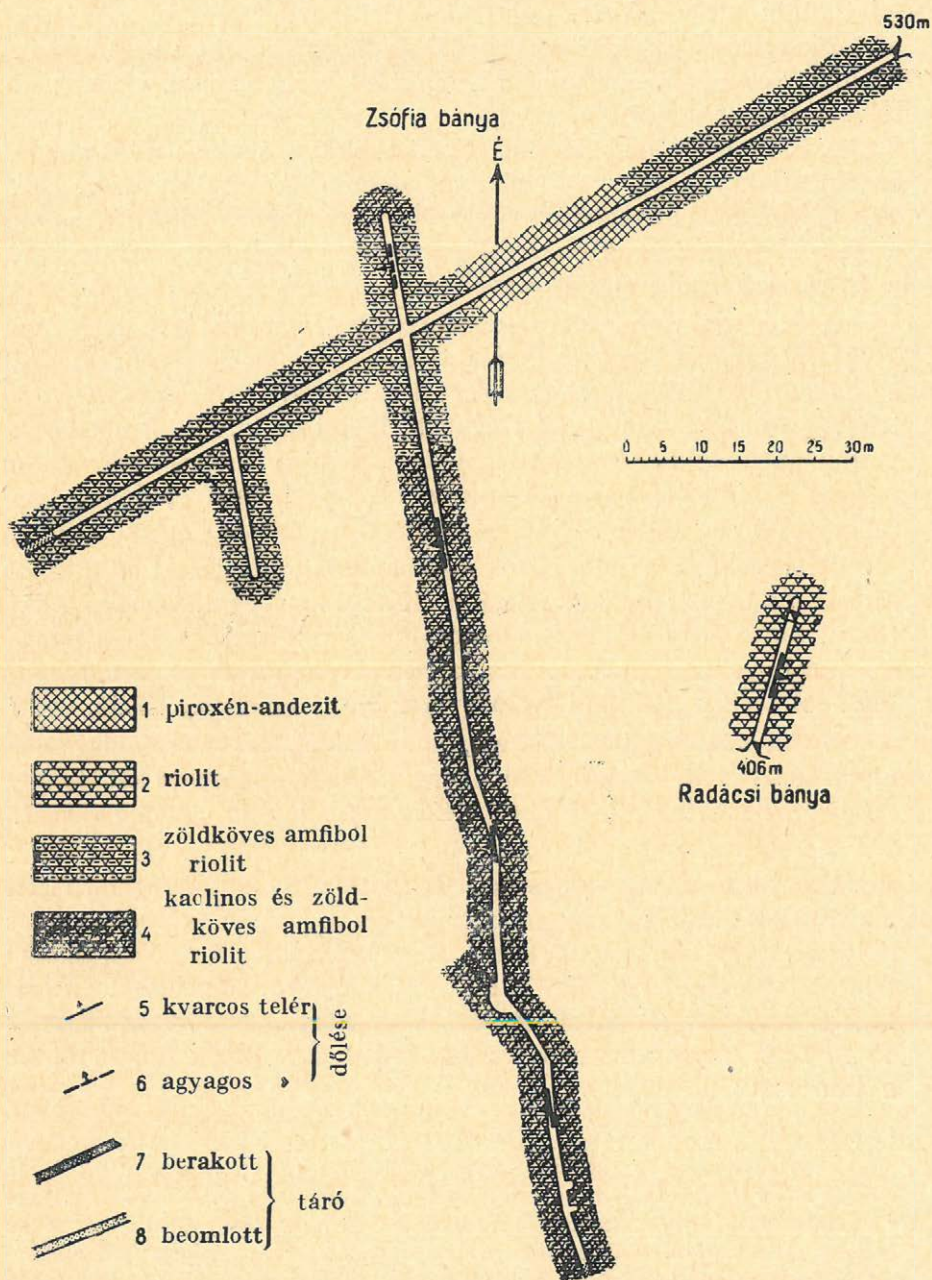 530m
Zsófia bánya
É
0 5 10 15 20 25 30m
406m
Radácsi bánya
1 piroxén-andezit
2 riolit
3 zöldköves amfibol
riolit
kaclinos és zöld-
4 köves amfibol
riolit
5 kvarcos telér
6 agyagos »
dőlése
7 berakott
8 beomlott
táró